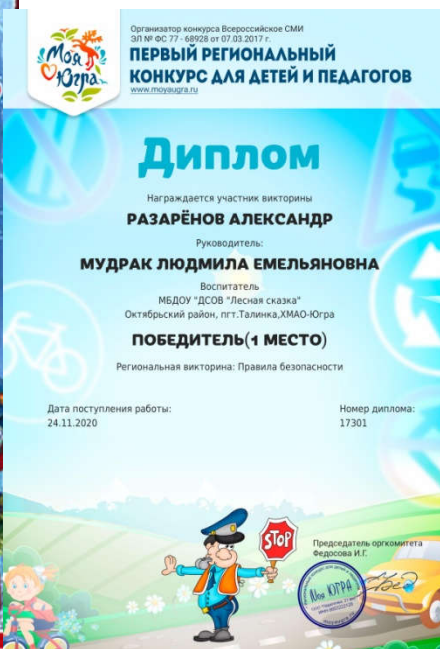 Моя
Югра
Организатор конкурса Всероссийское СМИ
ЭЛ № ФС 77 - 68928 от 07.03.2017 г.
ПЕРВЫЙ РЕГИОНАЛЬНЫЙ
КОНКУРС ДЛЯ ДЕТЕЙ И ПЕДАГОГОВ
www.moyaugra.ru
Диплом
Награждается участник викторины
РАЗАРЁНОВ АЛЕКСАНДР
Руководитель:
МУДРАК ЛЮДМИЛА ЕМЕЛЬЯНОВНА
Воспитатель
МБДОУ "ДСОВ "Лесная сказка"
Октябрьский район, пгт.Талинка,ХМАО-Югра
ПОБЕДИТЕЛЬ(1 МЕСТО)
Региональная викторина: Правила безопасности
Дата поступления работы:
24.11.2020
Номер диплома:
17301
STOP
Председатель оргкомитета
Федосова И.Г.
Моя ЮГРА